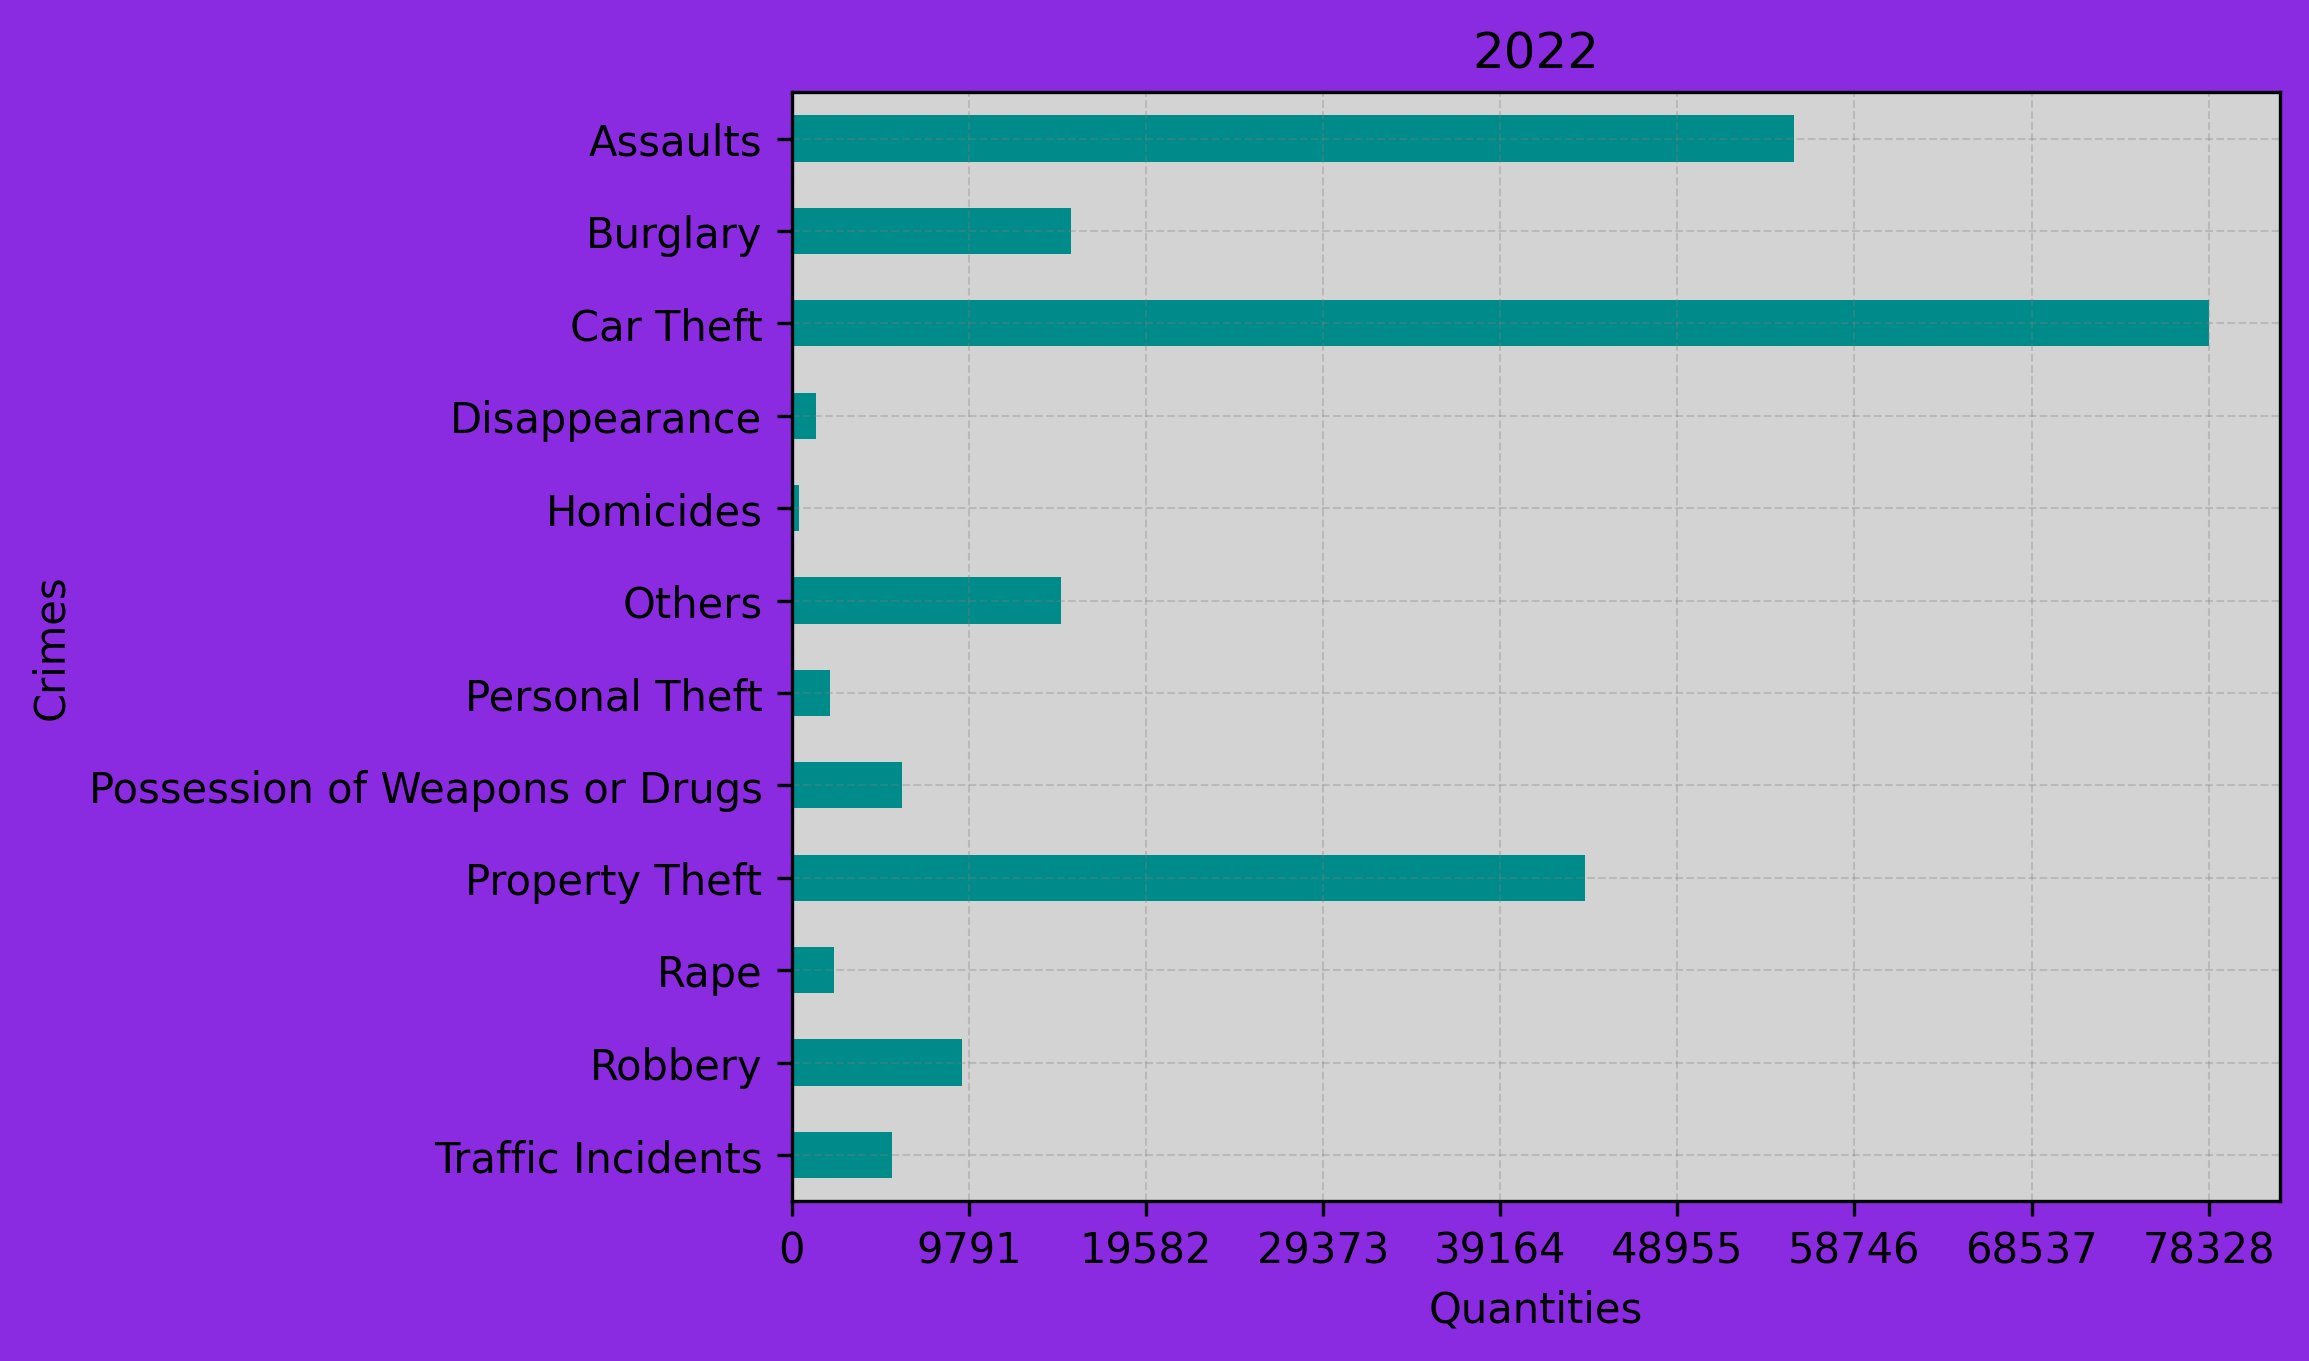 2022
Assaults
Burglary
Car Theft
Disappearance
Homicides
Others
Personal Theft
Possession of Weapons or Drugs
Property Theft
Rape
Robbery
Traffic Incidents
Crimes
0 9791 19582 29373 39164 48955 58746 68537 78328
Quantities